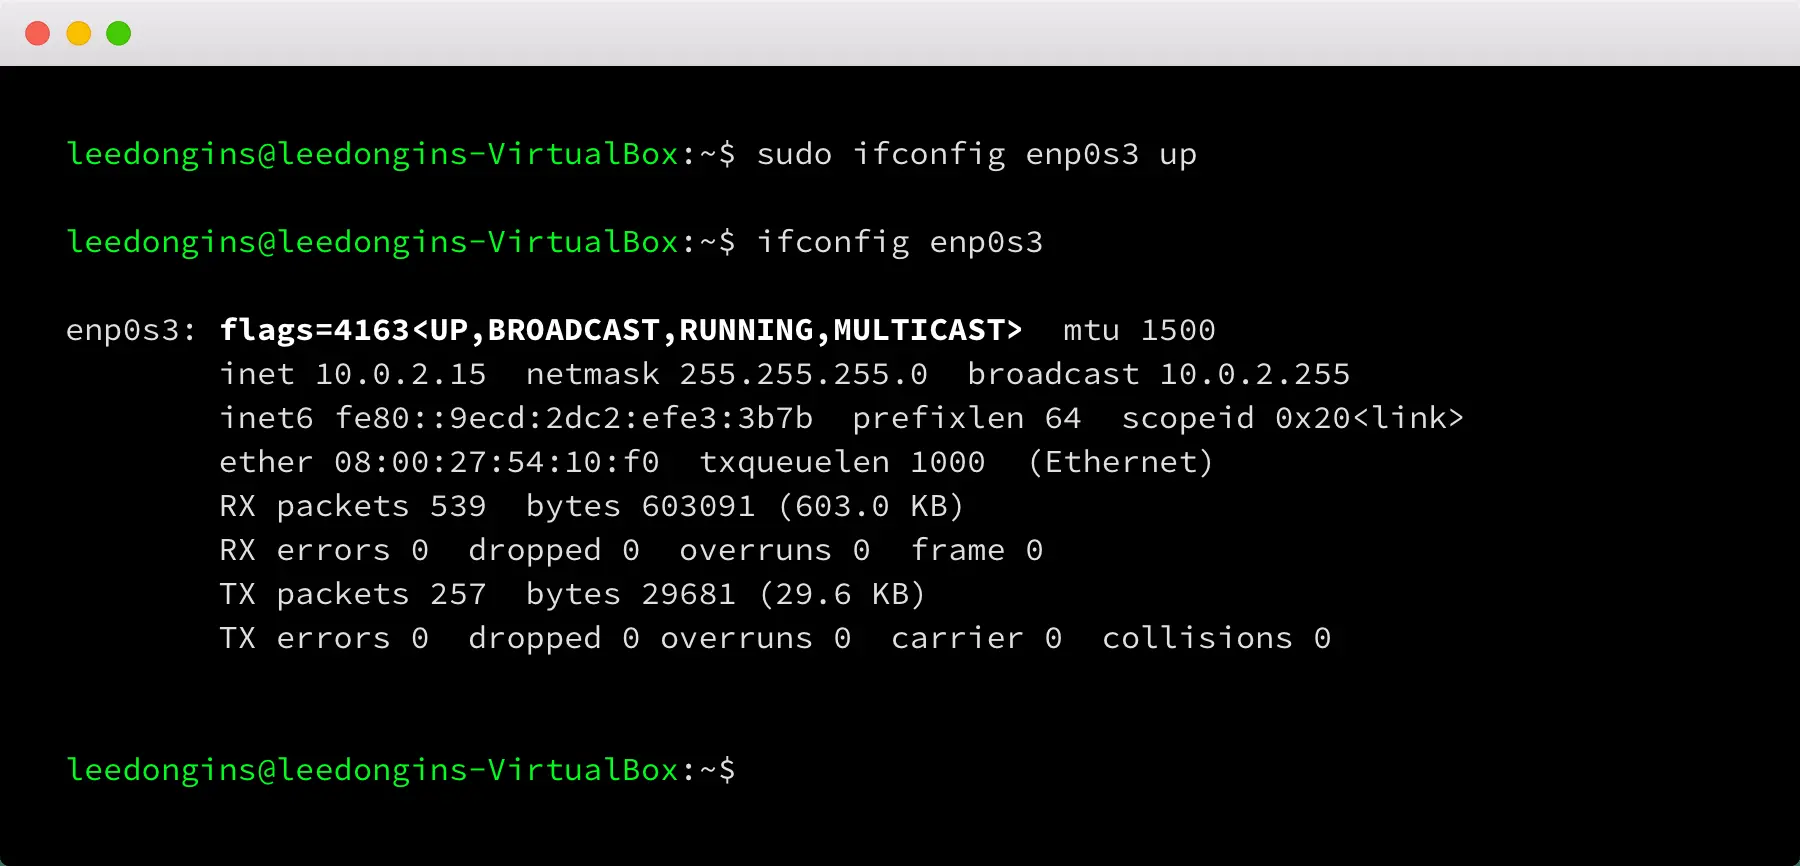 leedongins@leedongins-VirtualBox:~$ sudo ifconfig enp0s3 up
leedongins@leedongins-VirtualBox:~$ ifconfig enp0s3
enp0s3: flags=4163<UP,BROADCAST,RUNNING,MULTICAST>  mtu 1500
        inet 10.0.2.15  netmask 255.255.255.0  broadcast 10.0.2.255
        inet6 fe80::9ecd:2dc2:efe3:3b7b  prefixlen 64  scopeid 0x20<link>
        ether 08:00:27:54:10:f0  txqueuelen 1000  (Ethernet)
        RX packets 539  bytes 603091 (603.0 KB)
        RX errors 0  dropped 0  overruns 0  frame 0
        TX packets 257  bytes 29681 (29.6 KB)
        TX errors 0  dropped 0 overruns 0  carrier 0  collisions 0
leedongins@leedongins-VirtualBox:~$